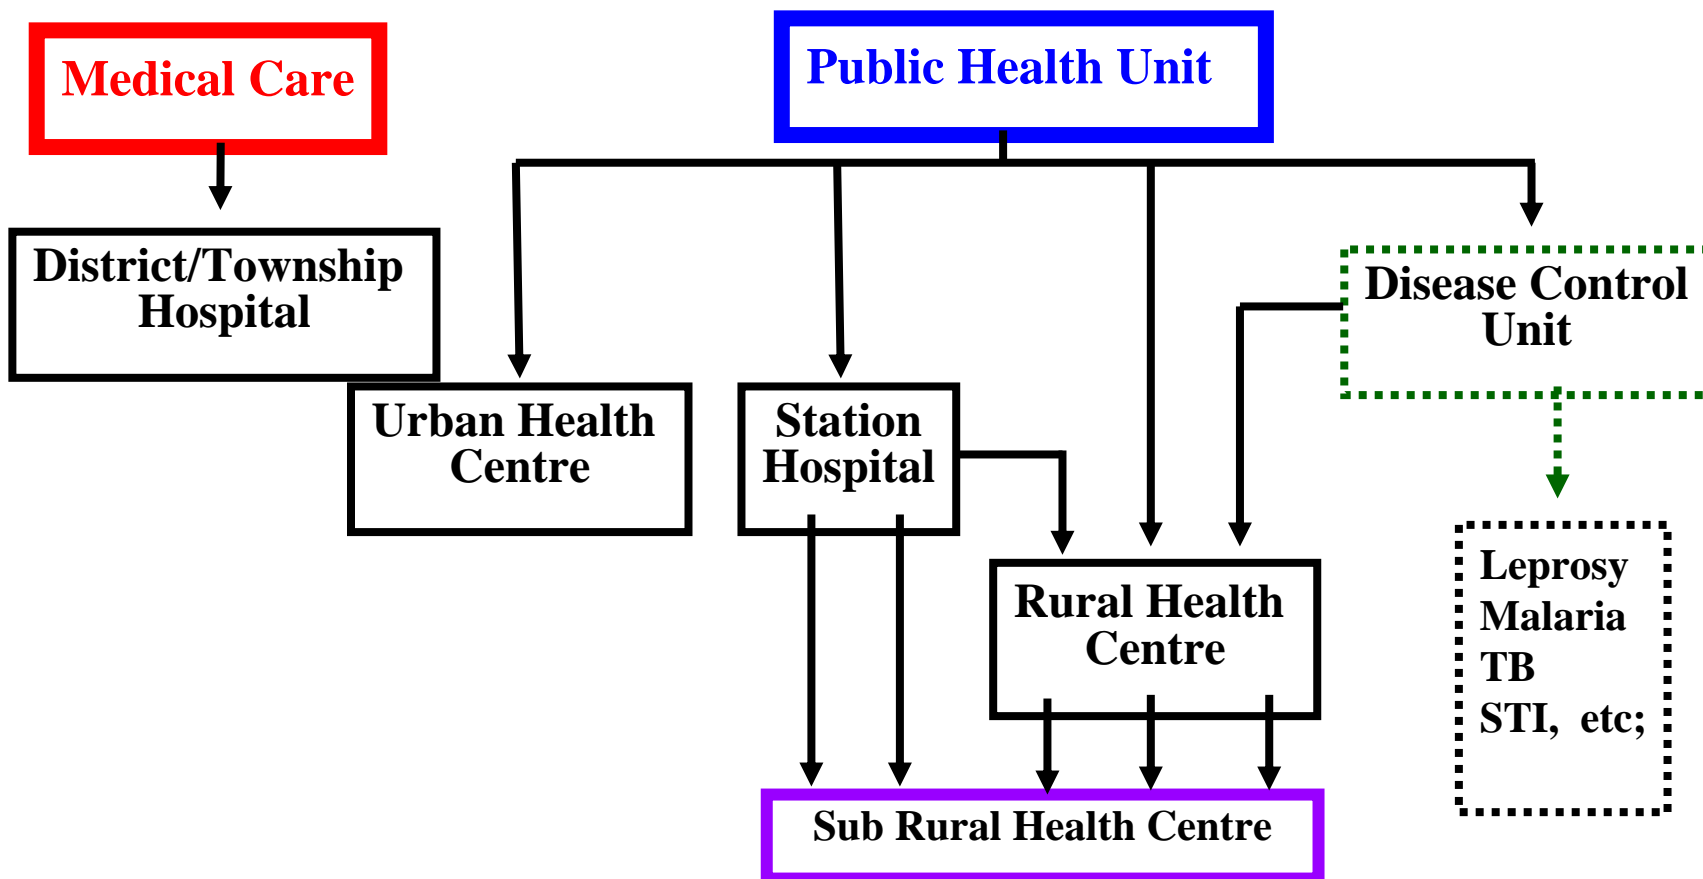 Medical Care
Public Health Unit
District/Township
Hospital
Disease Control
Unit
Urban Health
Centre
Station
Hospital
Rural Health
Centre
Leprosy
Malaria
TB
STI, etc;
Sub Rural Health Centre